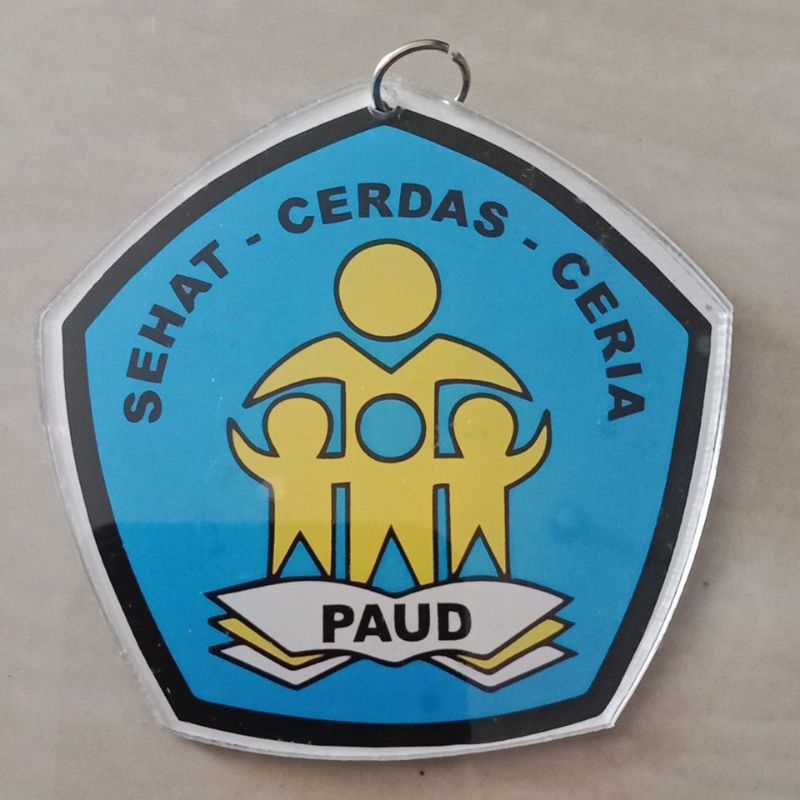 SEHAT - CERDAS - CERIA
PAUD